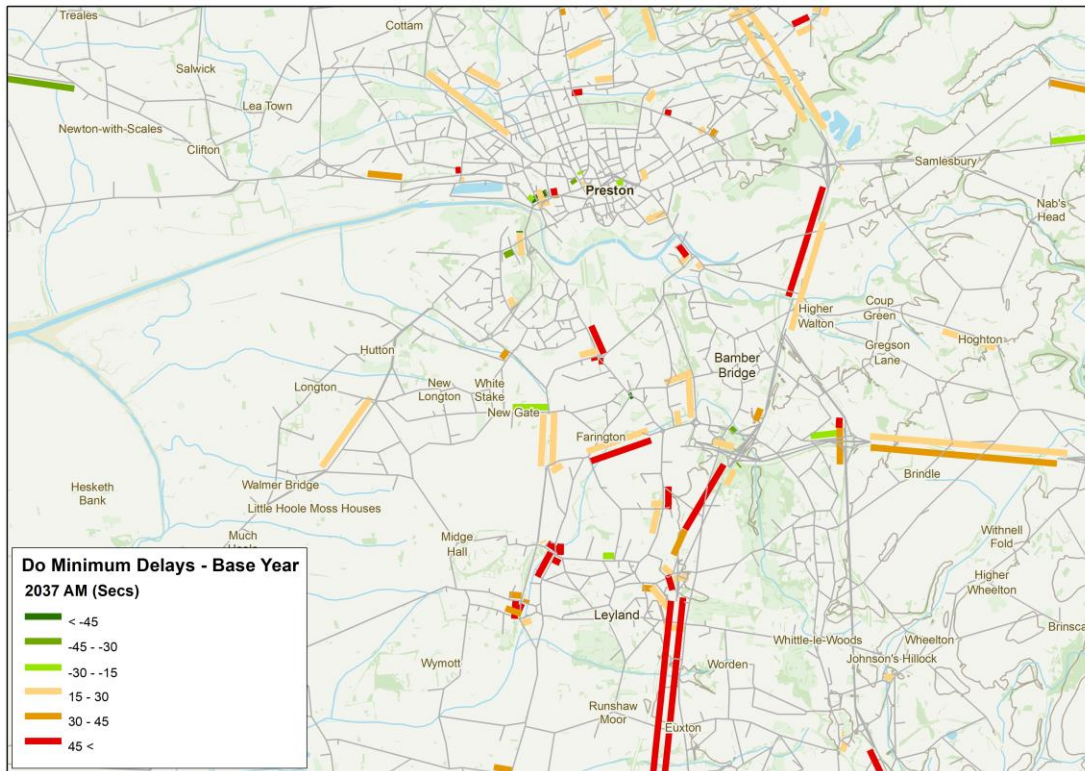 Treales
Cottam
Salwick
Lea Town
Newton-with-Scales
Clifton
Samlesbury
Preston
Nab's
Head
Higher
Walton
Coup
Green
Gregson
Lane
Hoghton
Hutton
Bamber
Bridge
Longton
New
Longton
White
Stake
New Gate
Farington
Brindle
Walmer Bridge
Hesketh
Bank
Little Hoole Moss Houses
Much
Midge
Hall
Withnell
Fold
Higher
Wheelton
Leyland
Whittle-le-Woods
Wheelton
Brinsca
Johnson's Hillock
Wymott
Worden
Runshaw
Moor
Euxton
Do Minimum Delays - Base Year
2037 AM (Secs)
< -45
-45 - -30
-30 - -15
15 - 30
30 - 45
45 <